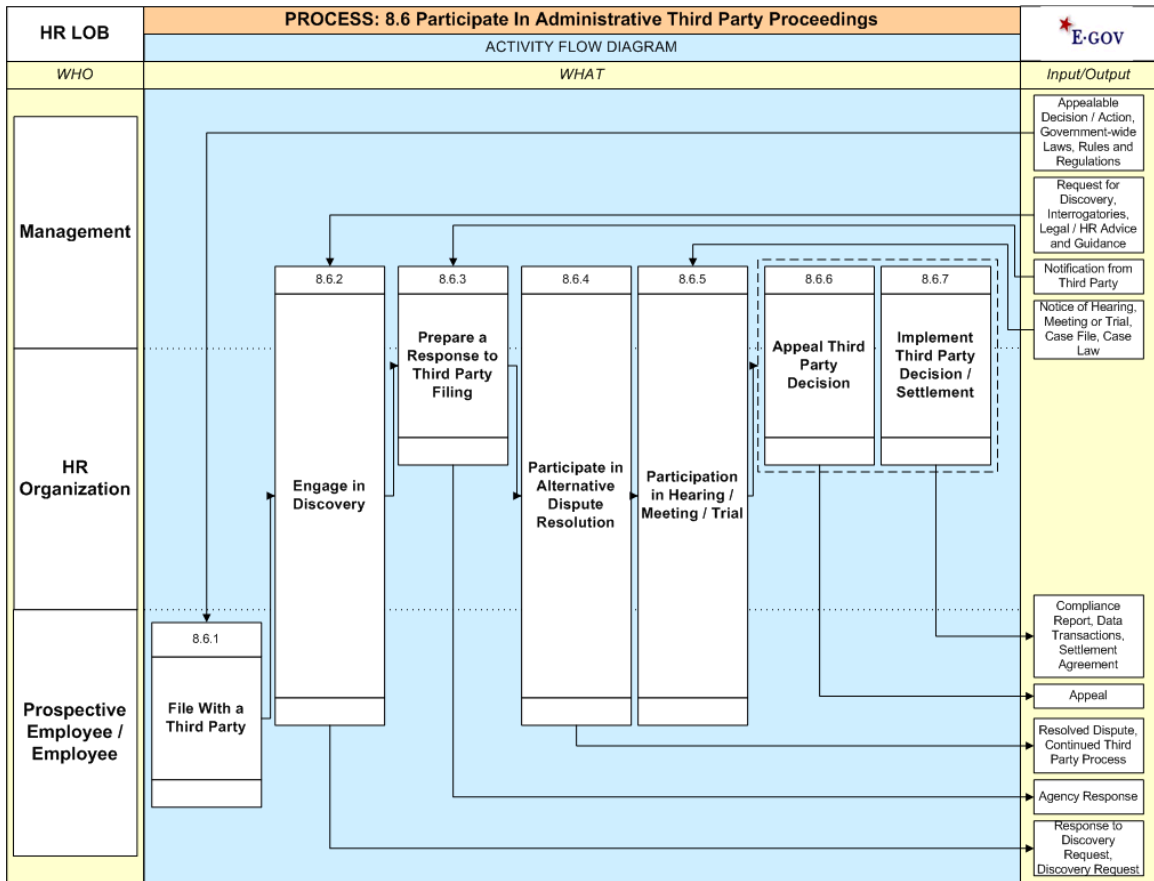 HR LOB
PROCESS: 8.6 Participate In Administrative Third Party Proceedings
ACTIVITY FLOW DIAGRAM
E-GOV
WHO
WHAT
Input/Output
Management
HR
Organization
Prospective
Employee /
Employee
8.6.1
File With a
Third Party
8.6.2
Engage in
Discovery
8.6.3
Prepare a
Response to
Third Party
Filing
8.6.4
Participate in
Alternative
Dispute
Resolution
8.6.5
Participation
in Hearing /
Meeting / Trial
8.6.6
Appeal Third
Party
Decision
8.6.7
Implement
Third Party
Decision /
Settlement
Appealable
Decision / Action,
Government-wide
Laws, Rules and
Regulations
Request for
Discovery,
Interrogatories,
Legal / HR Advice
and Guidance
Notification from
Third Party
Notice of Hearing,
Meeting or Trial,
Case File, Case
Law
Compliance
Report, Data
Transactions,
Settlement
Agreement
Appeal
Resolved Dispute,
Continued Third
Party Process
Agency Response
Response to
Discovery
Request,
Discovery Request